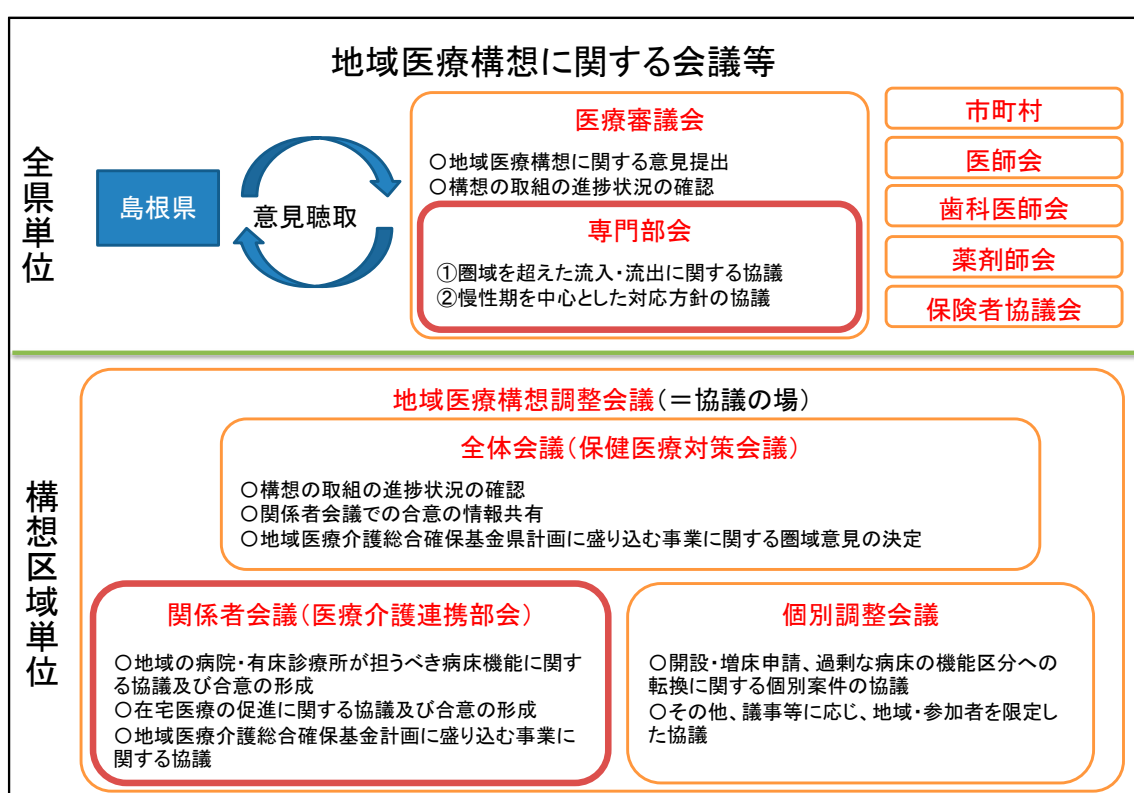 地域医療構想に関する会議等
全県単位
島根県
意見聴取
医療審議会
〇地域医療構想に関する意見提出
〇構想の取組の進捗状況の確認
専門部会
①圏域を超えた流入・流出に関する協議
②慢性期を中心とした対応方針の協議
市町村
医師会
歯科医師会
薬剤師会
保険者協議会
構想区域単位
地域医療構想調整会議(=協議の場)
全体会議(保健医療対策会議)
〇構想の取組の進捗状況の確認
〇関係者会議での合意の情報共有
〇地域医療介護総合確保基金県計画に盛り込む事業に関する圏域意見の決定
関係者会議(医療介護連携部会)
〇地域の病院・有床診療所が担うべき病床機能に関す
る協議及び合意の形成
〇在宅医療の促進に関する協議及び合意の形成
〇地域医療介護総合確保基金計画に盛り込む事業に
関する協議
個別調整会議
〇開設・増床申請、過剰な病床の機能区分への
転換に関する個別案件の協議
〇その他、議事等に応じ、地域・参加者を限定し
た協議